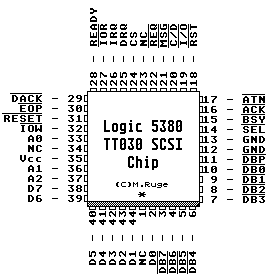 28 - READY
27 - IOR
26 - IRQ
25 - DRQ
24 - CS
23 - NC
22 - REQ
21 - MSG
20 - C/D
19 - I/O
18 - RST
DACK - 29
EOP - 30
RESET - 31
IOW - 32
A0 - 33
NC - 34
Vcc - 35
A1 - 36
A2 - 37
D7 - 38
D6 - 39
Logic 5380
TT030 SCSI
Chip
(C)M.Ruge
*
17 - ATN
16 - ACK
15 - BSY
14 - SEL
13 - GND
12 - GND
11 - DBP
10 - DB0
9 - DB1
8 - DB2
7 - DB3
D5 - 40
D4 - 41
D3 - 42
D2 - 43
D1 - 44
NC - 1
D0 - 2
DB7 - 3
DB6 - 4
DB5 - 5
DB4 - 6